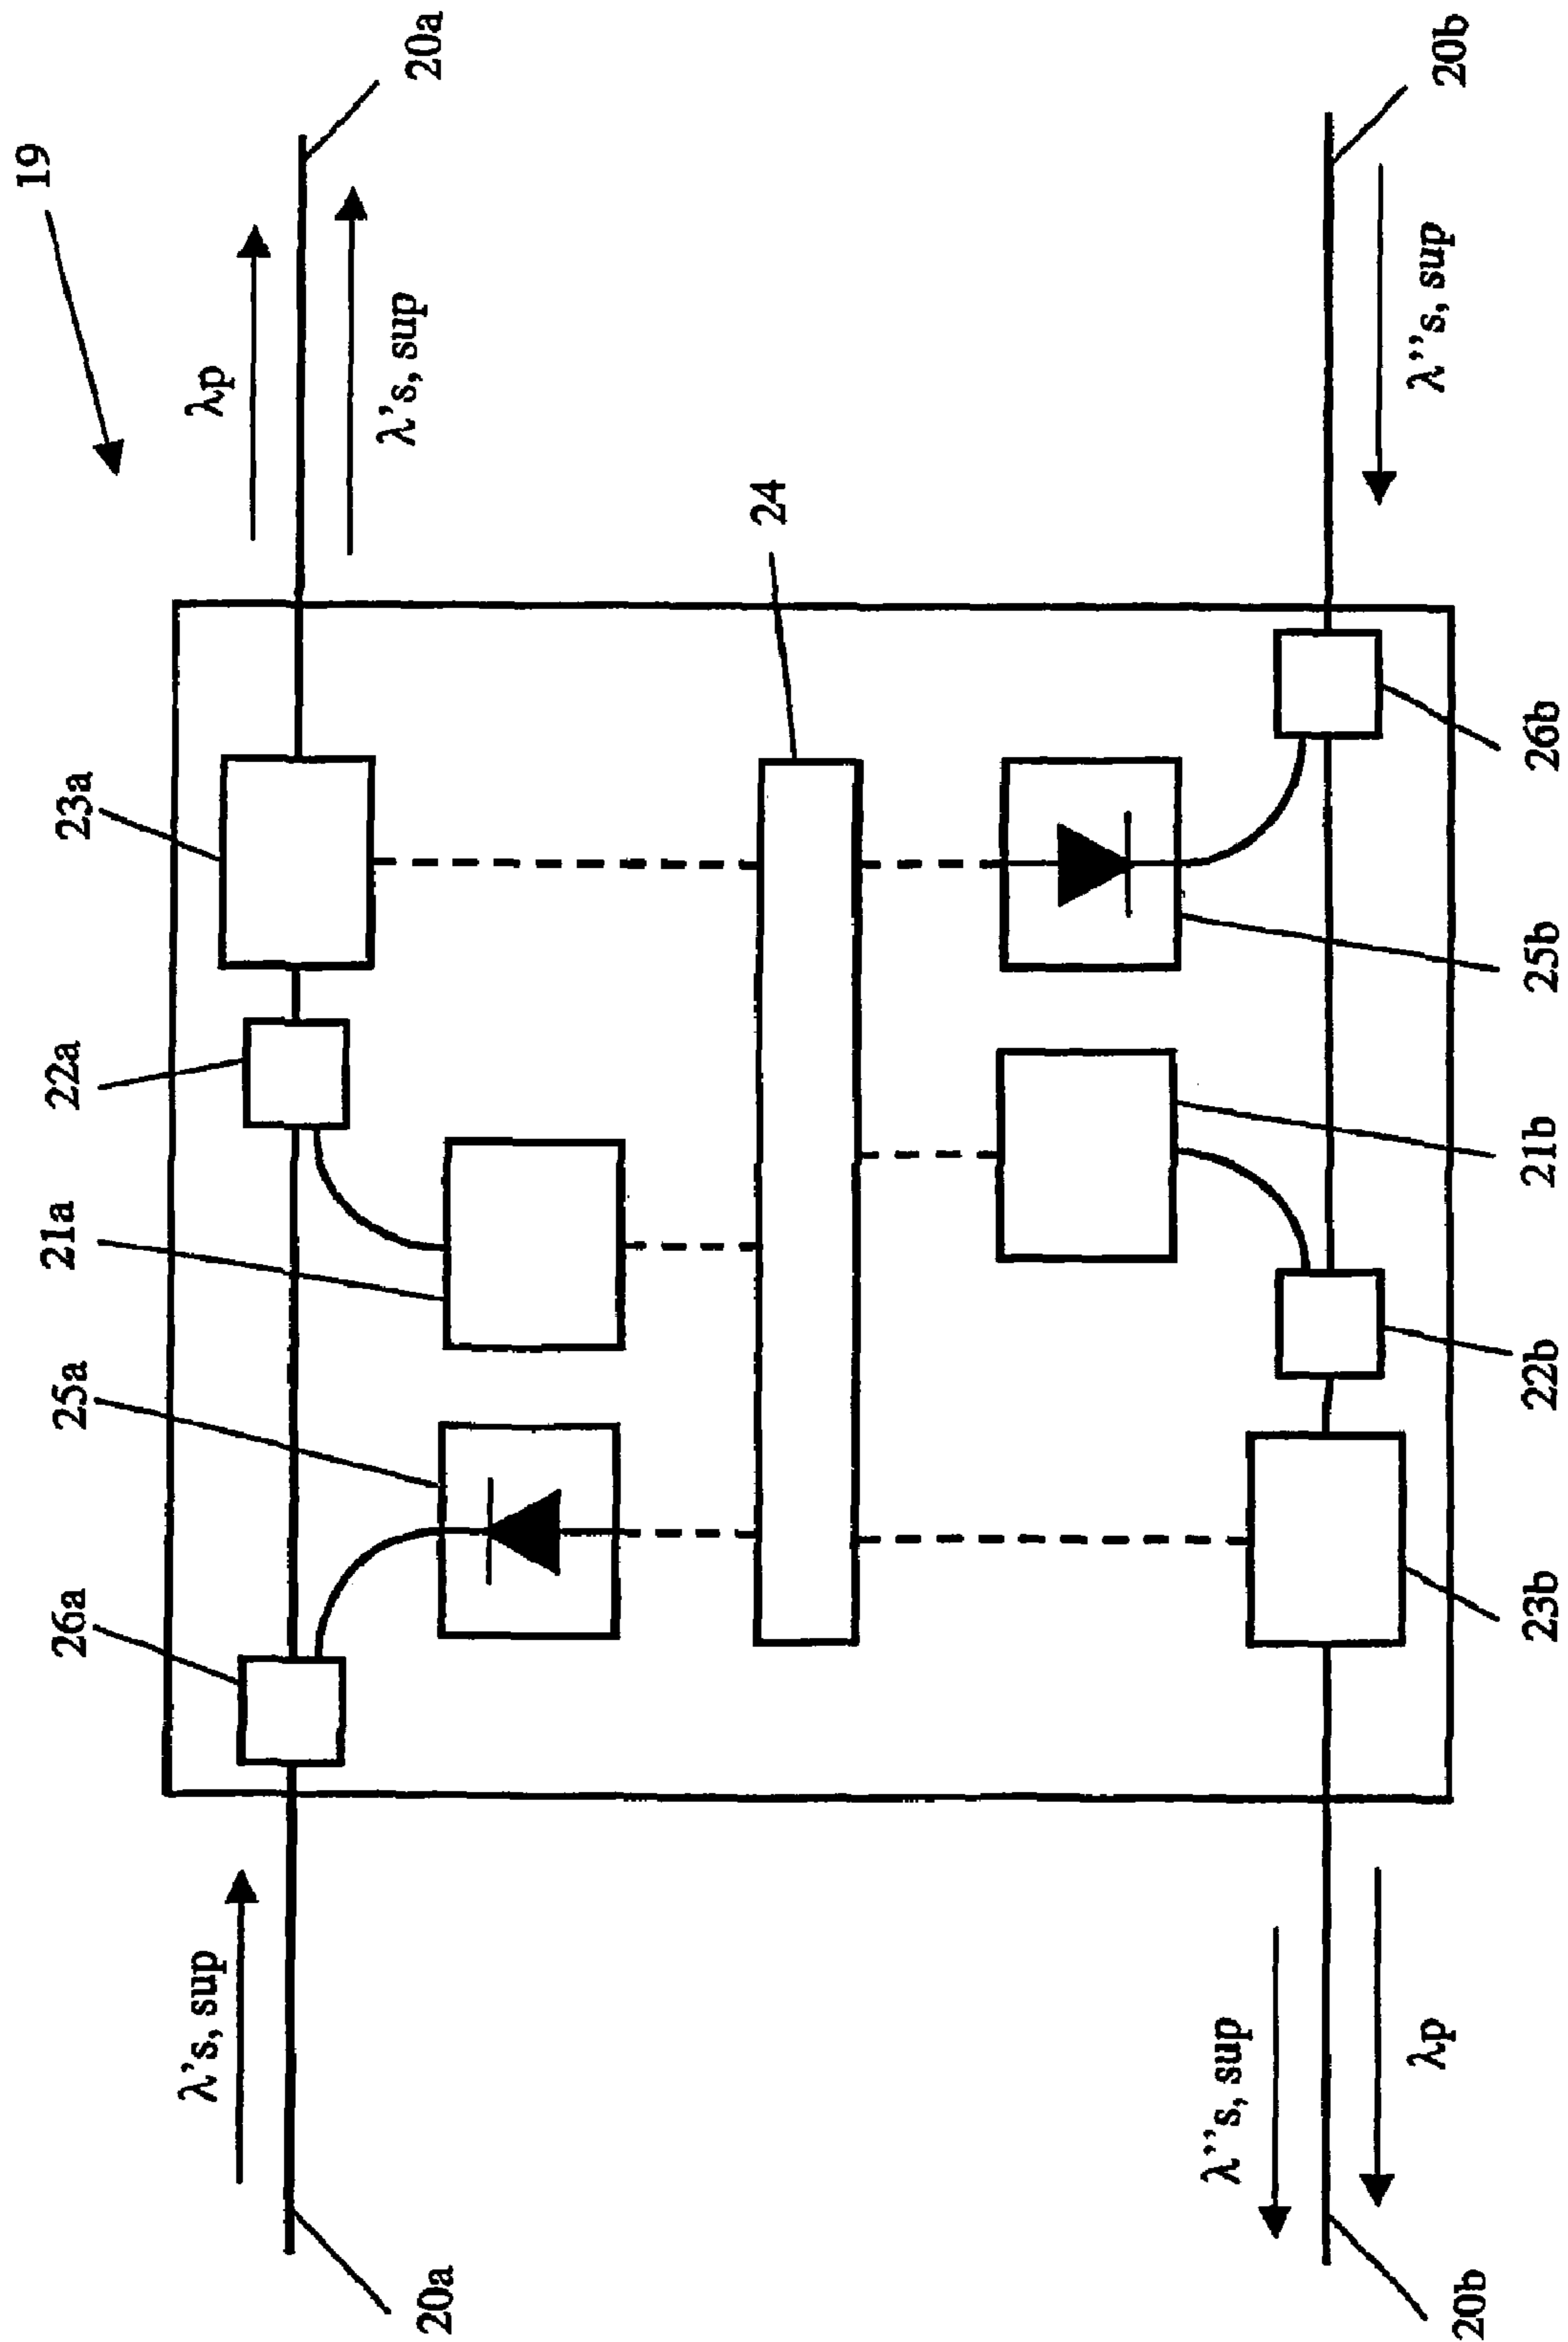 19
20a
λp
λ's, sup
23a
22a
21a
25a
26a
λ's, sup
20a
24
20b
λ''s, sup
26b
25b
21b
22b
23b
λ''s, sup
λp
20b